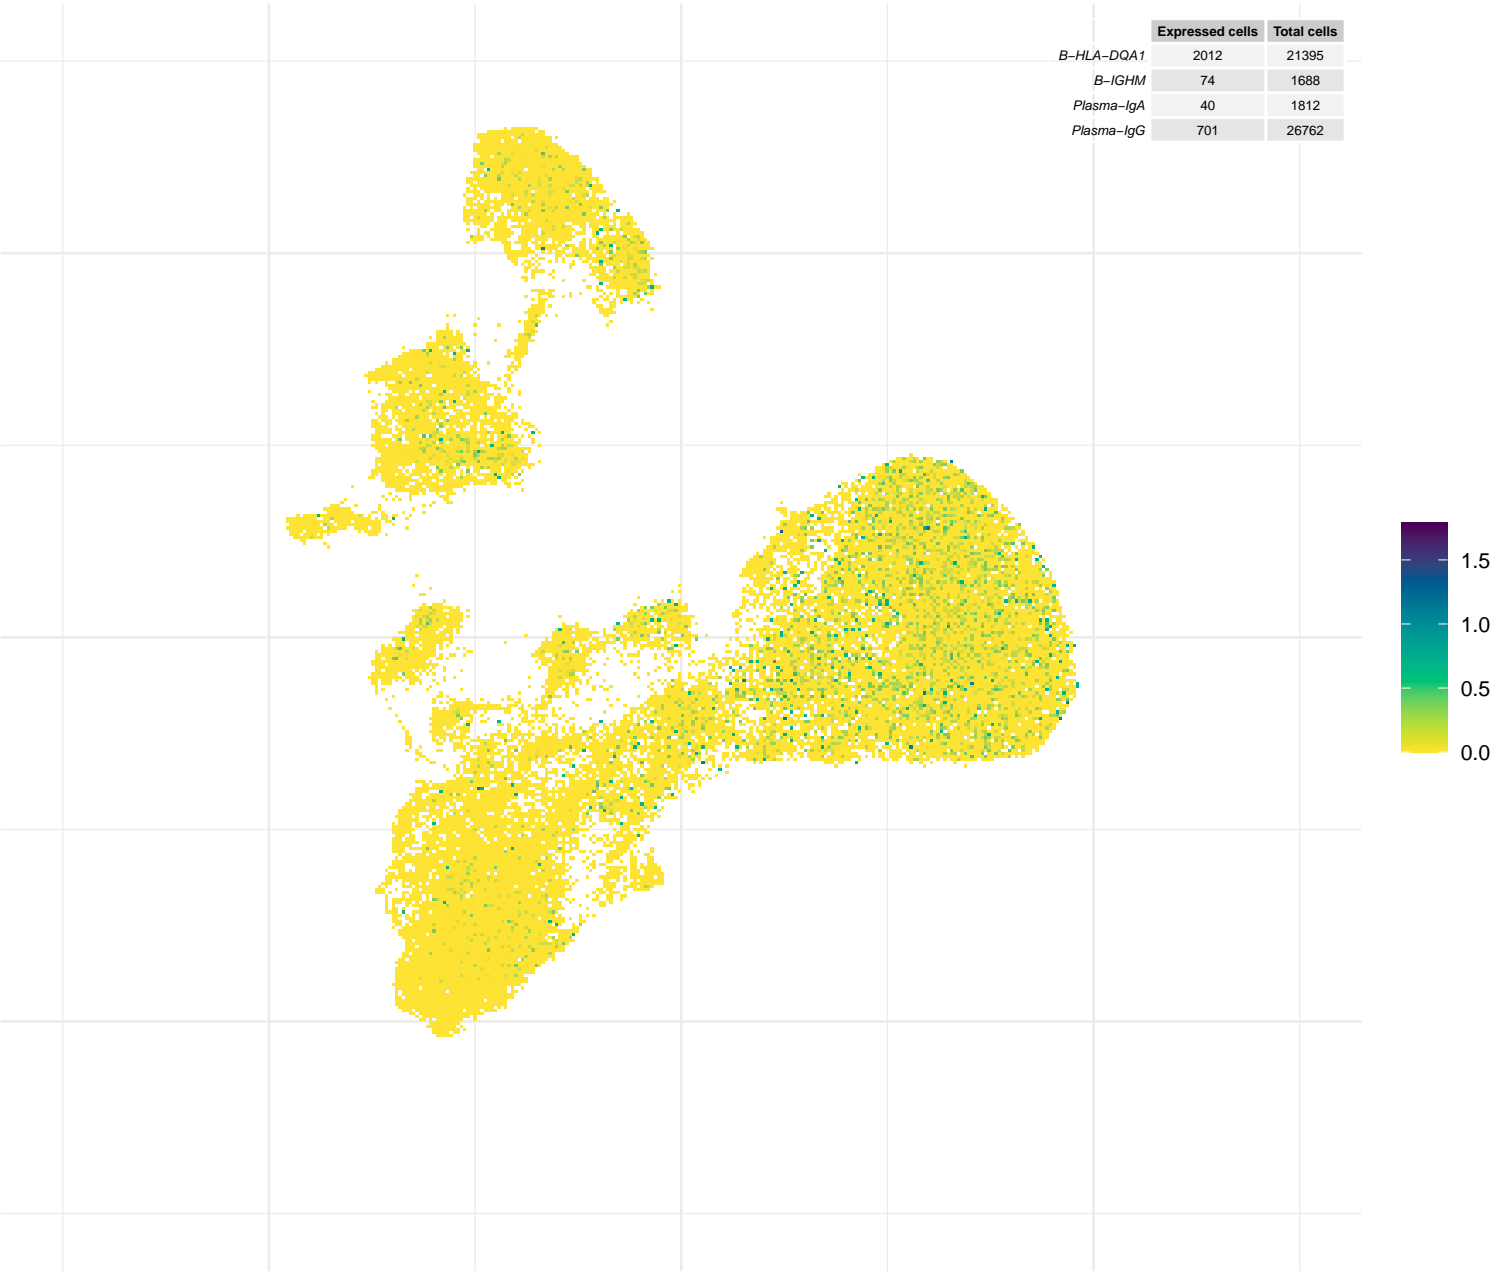 Expressed cells Total cells
B−HLA−DQA1 2012 21395
B−IGHM 74 1688
Plasma−IgA 40 1812
Plasma−IgG 701 26762
1.5
1.0
0.5
0.0